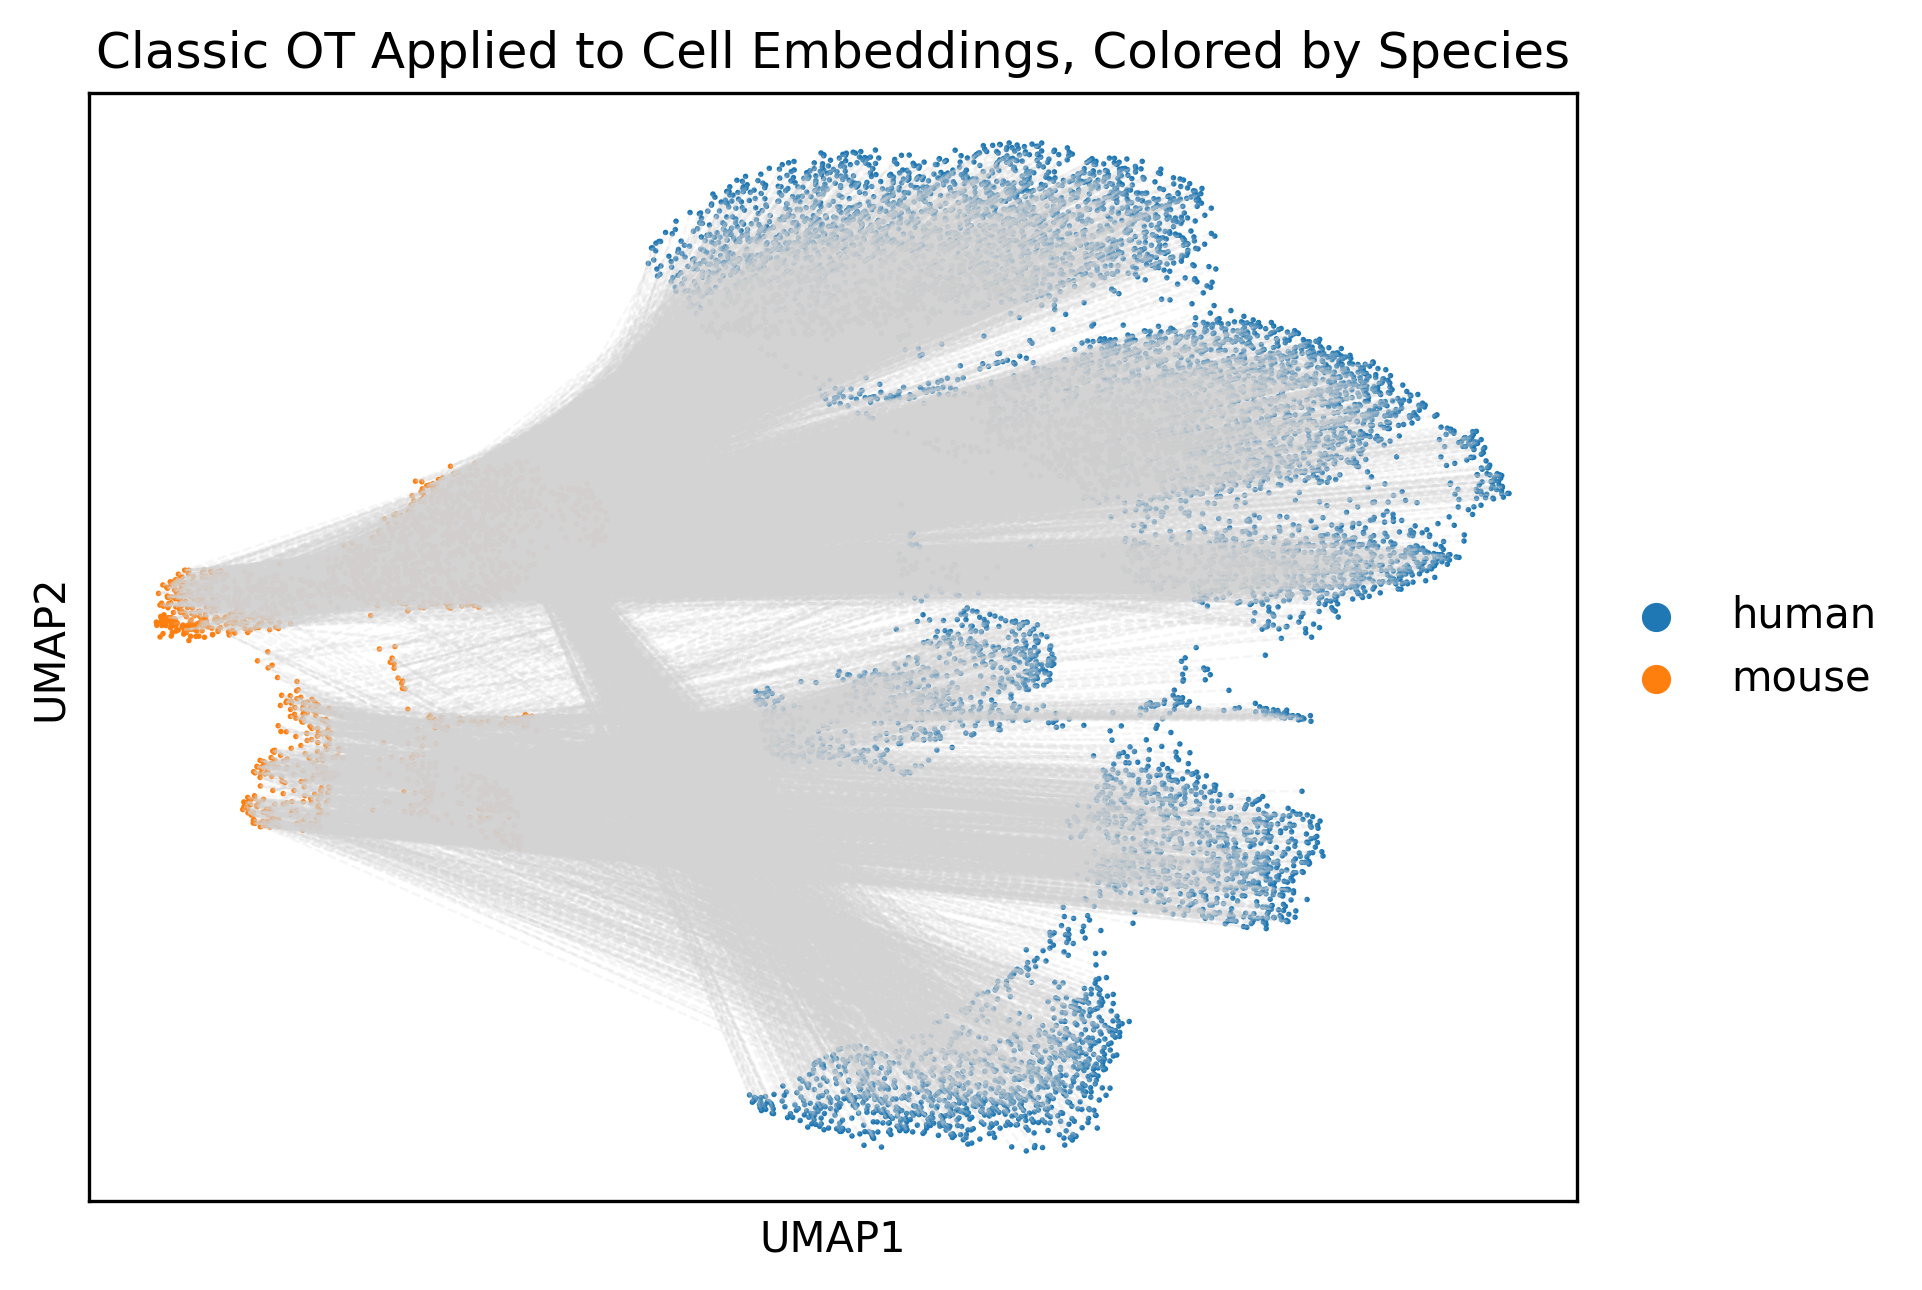 Classic OT Applied to Cell Embeddings, Colored by Species
UMAP2
human
mouse
UMAP1